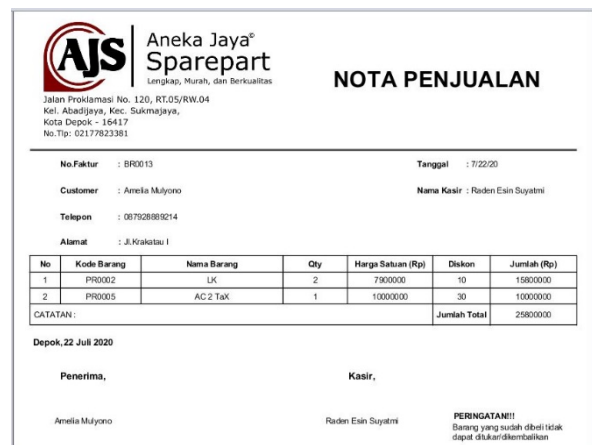 AJS
Aneka Jaya®
Sparepart
Lengkap, Murah, dan Berkualitas
NOTA PENJUALAN
Jalan Proklamasi No. 120, RT.05/RW.04
Kel. Abadijaya, Kec. Sukmajaya,
Kota Depok - 16417
No.Tlp: 02177823381
No.Faktur : BR0013 Tanggal : 7/22/20
Customer : Amelia Mulyono Nama Kasir : Raden Esin Suyatmi
Telepon : 087928889214
Alamat : Jl.Krakatau I
No Kode Barang Nama Barang Qty Harga Satuan (Rp) Diskon Jumlah (Rp)
1 PR0002 LK 2 7900000 10 15800000
2 PR0005 AC 2 TaX 1 10000000 30 10000000
CATATAN : Jumlah Total 25800000
Depok,22 Juli 2020
Penerima, Kasir,
Amelia Mulyono Raden Esin Suyatmi
PERINGATAN!!!
Barang yang sudah dibeli tidak
dapat ditukar/dikembalikan